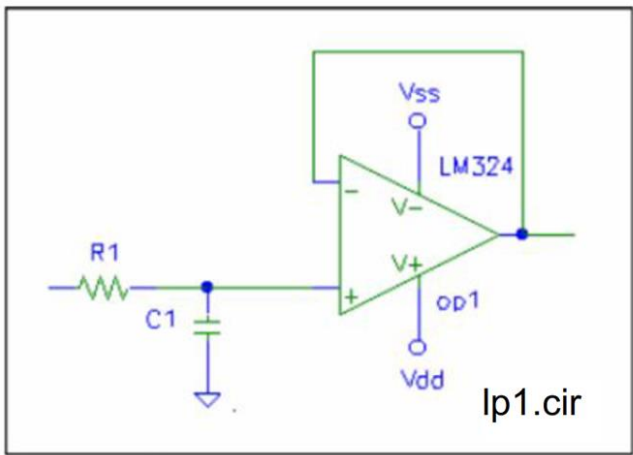 Vss
LM324
-
V-
R1
V+
+
op1
C1
Vdd
lp1.cir